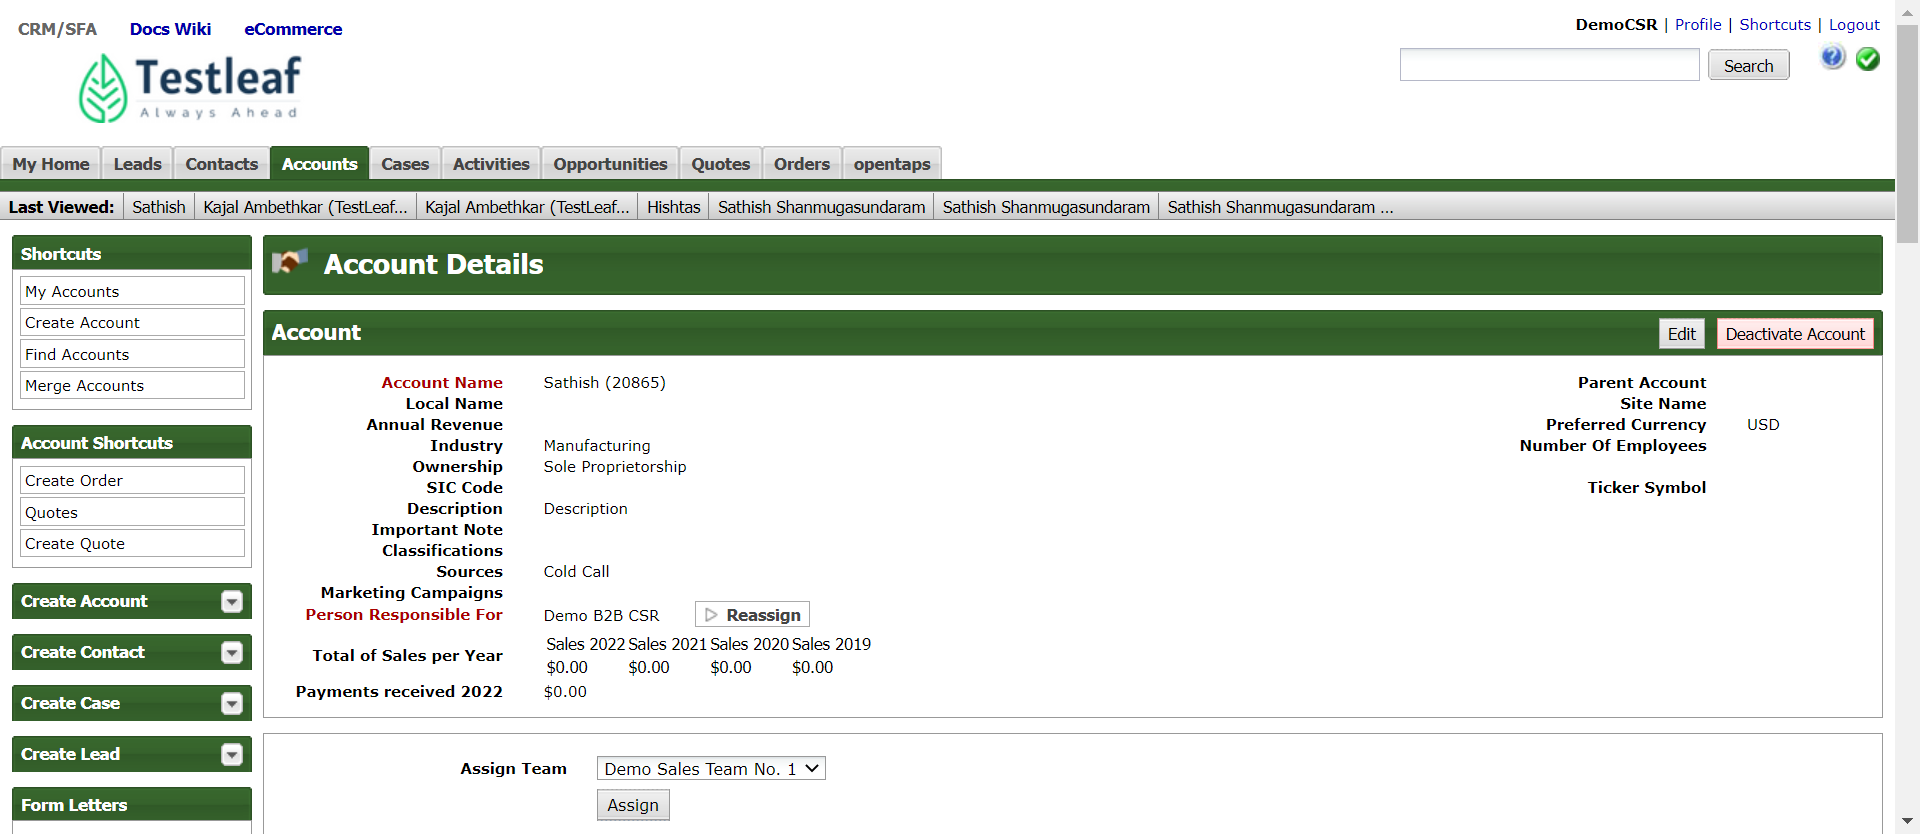 CRM/SFA Docs Wiki eCommerce
DemoCSR | Profile | Shortcuts | Logout
Testleaf
Always Ahead
Search
?
My Home Leads Contacts Accounts Cases Activities Opportunities Quotes Orders opentaps
Last Viewed: Sathish Kajal Ambethkar (TestLeaf... Kajal Ambethkar (TestLeaf... Hishtas Sathish Shanmugasundaram Sathish Shanmugasundaram Sathish Shanmugasundaram ...
Shortcuts
My Accounts
Create Account
Find Accounts
Merge Accounts
Account Shortcuts
Create Order
Quotes
Create Quote
Create Account
Create Contact
Create Case
Create Lead
Form Letters
Account Details
Account Edit Deactivate Account
Account Name Sathish (20865) Parent Account
Local Name Site Name
Annual Revenue Preferred Currency USD
Industry Manufacturing Number Of Employees
Ownership Sole Proprietorship
SIC Code Ticker Symbol
Description Description
Important Note
Classifications
Sources Cold Call
Marketing Campaigns
Person Responsible For Demo B2B CSR Reassign
Total of Sales per Year
Sales 2022 Sales 2021 Sales 2020 Sales 2019
$0.00 $0.00 $0.00 $0.00
Payments received 2022 $0.00
Assign Team Demo Sales Team No. 1
Assign